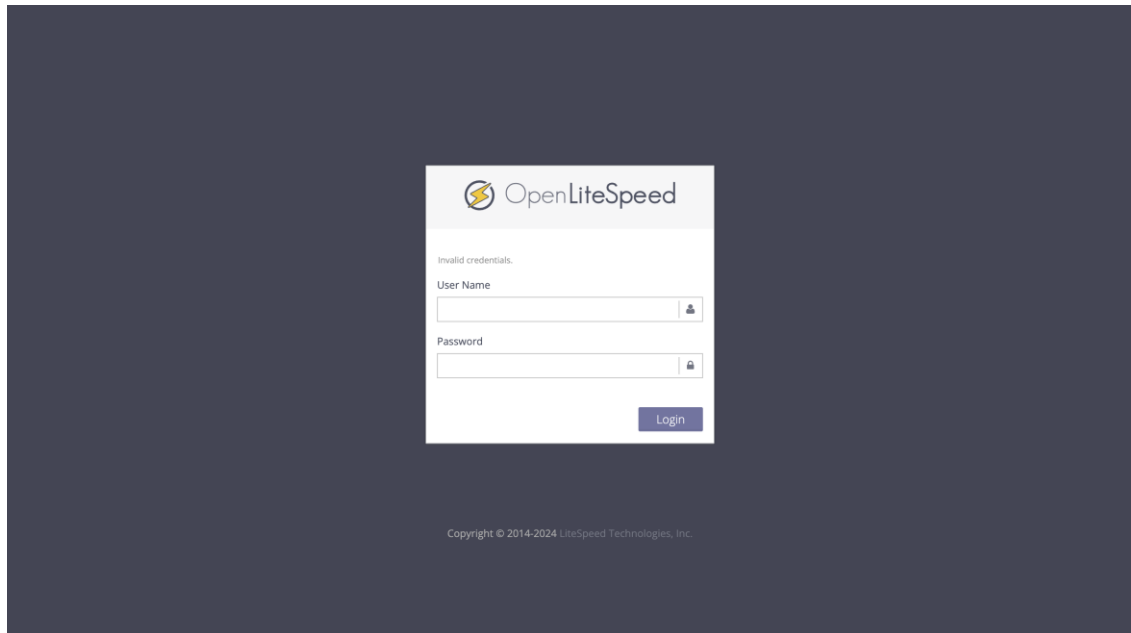 OpenLiteSpeed
Invalid credentials.
User Name
Password
Login
Copyright © 2014-2024 LiteSpeed Technologies, Inc.